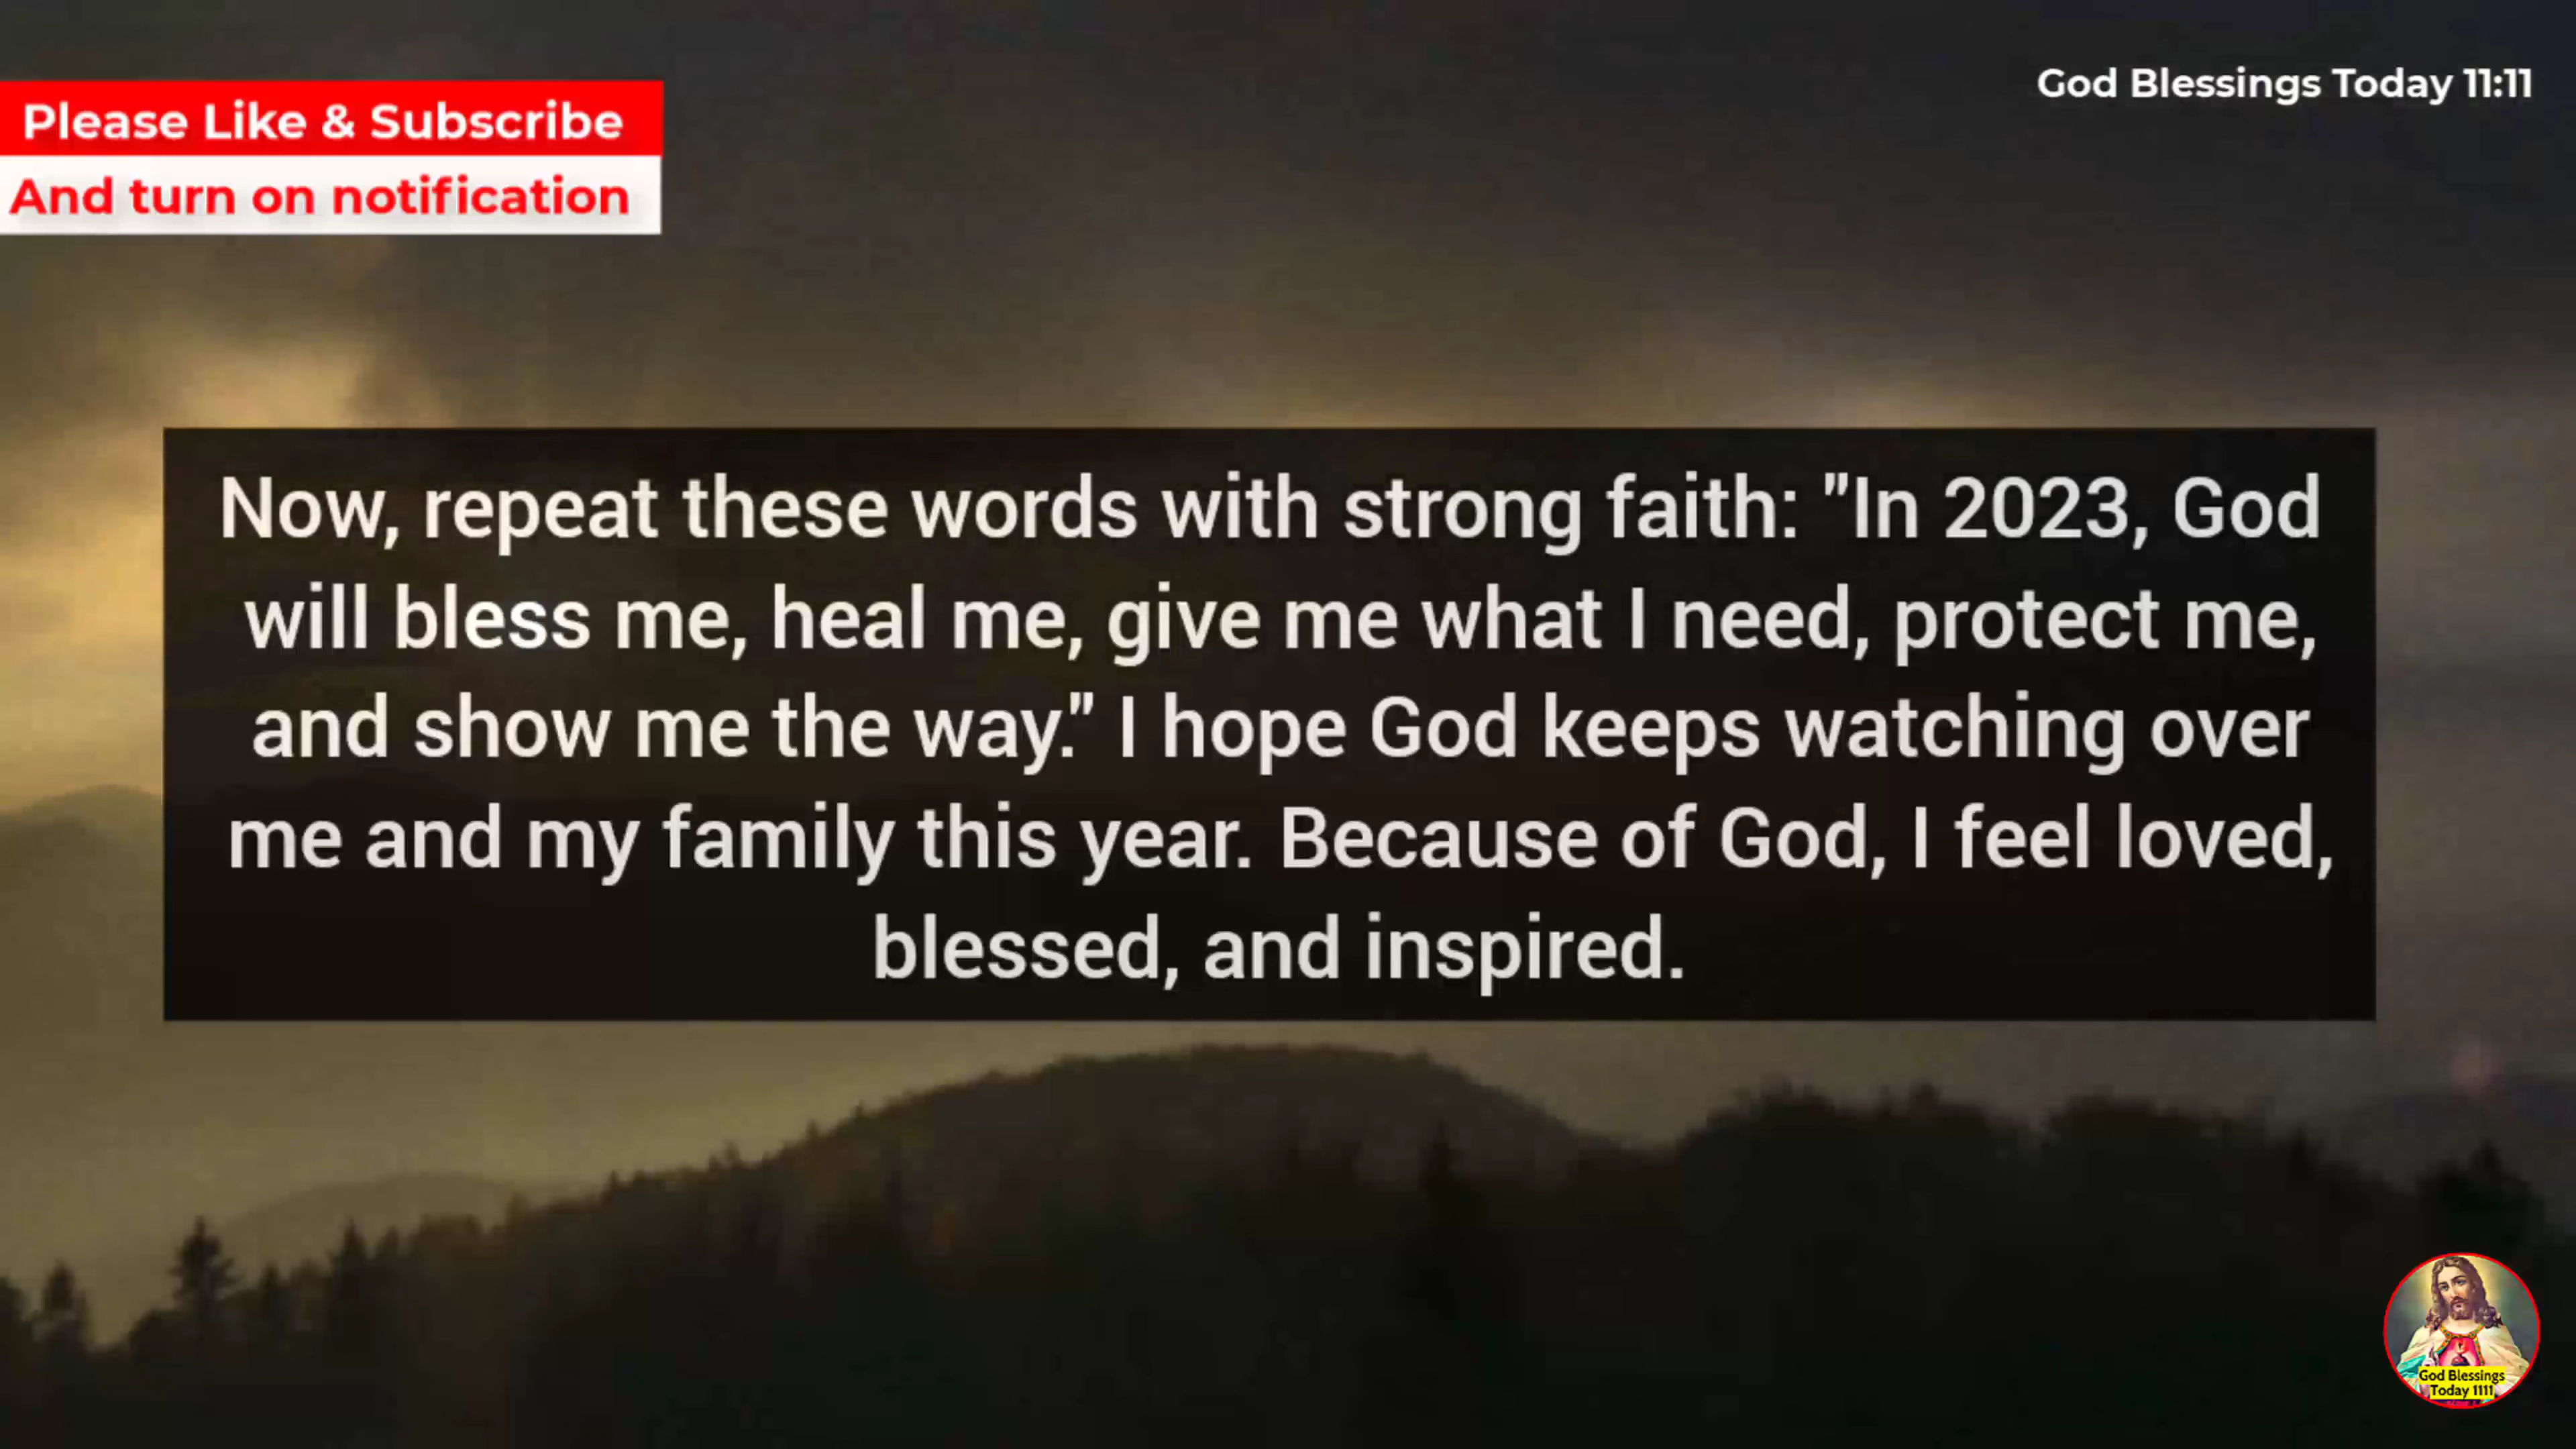 Please Like & Subscribe
And turn on notification
God Blessings Today 11:11
Now, repeat these words with strong faith: "In 2023, God
will bless me, heal me, give me what I need, protect me,
and show me the way." I hope God keeps watching over
me and my family this year. Because of God, I feel loved,
blessed, and inspired.
God Blessings
Today 1111